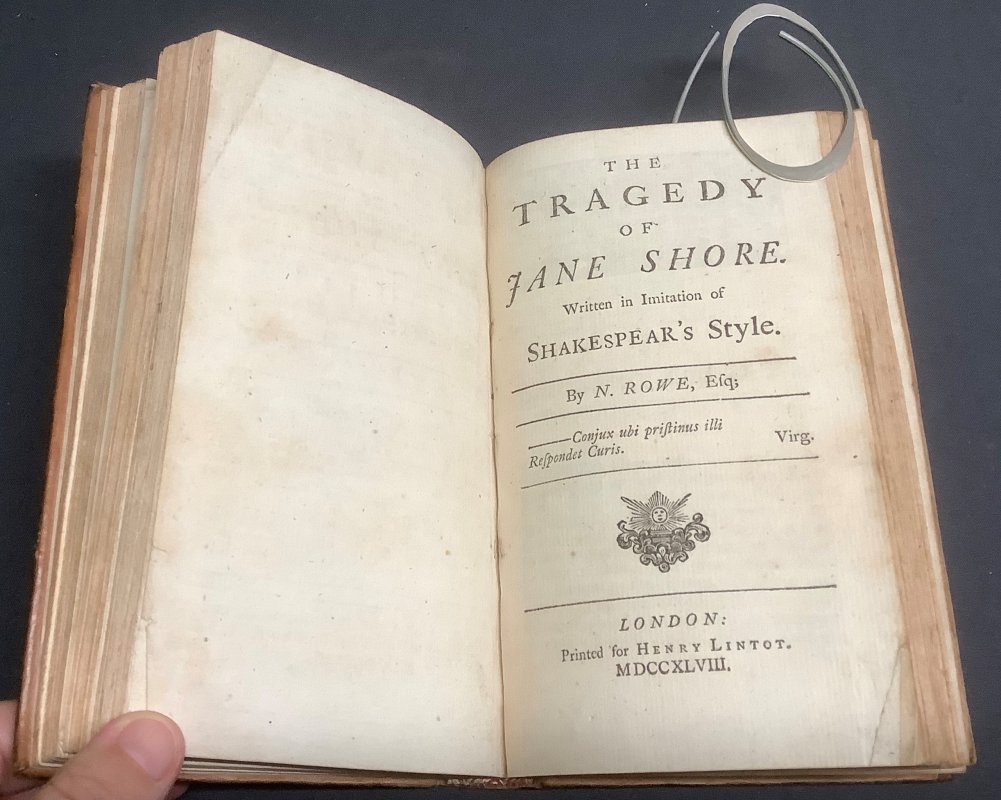 THE
TRAGEDY
OF
JANE SHORE.
Written in Imitation of
SHAKESPEAR'S Style.
By N. ROWE, Eſq;
———Conjux ubi priſtinus illi
Reſpondet Curis. Virg.
LONDON:
Printed for HENRY LINTOT.
MDCCXLVIII.